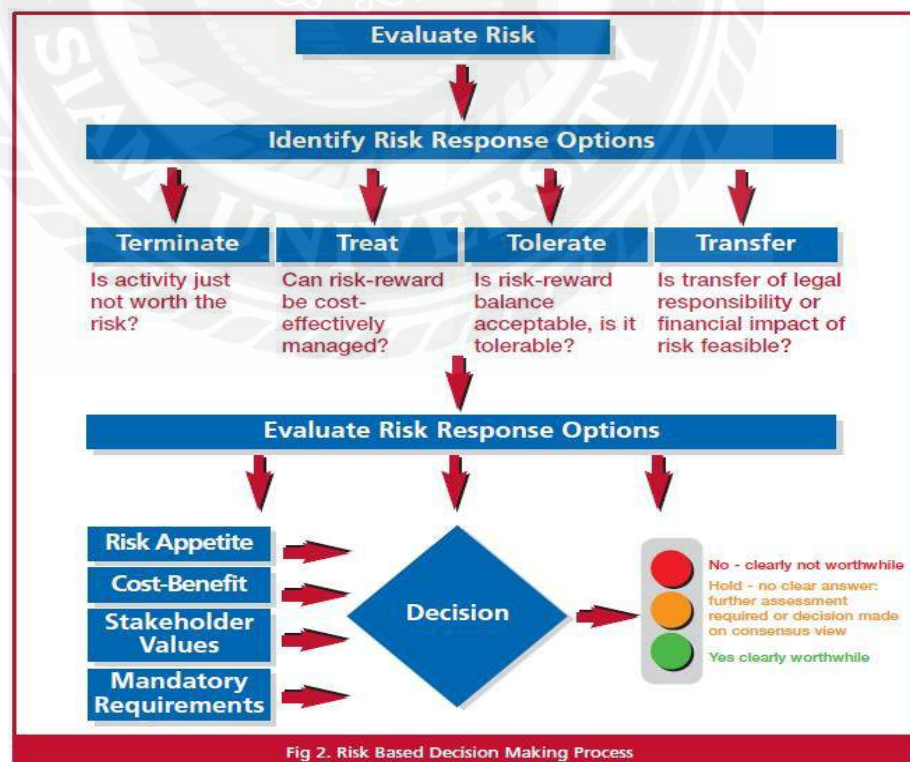 Evaluate Risk
Identify Risk Response Options
Terminate
Is activity just
not worth the
risk?
Treat
Can risk-reward
be cost-
effectively
managed?
Tolerate
Is risk-reward
balance
acceptable, is it
tolerable?
Transfer
Is transfer of legal
responsibility or
financial impact of
risk feasible?
Evaluate Risk Response Options
Risk Appetite
Cost-Benefit
Stakeholder
Values
Mandatory
Requirements
Decision
No - clearly not worthwhile
Hold - no clear answer:
further assessment
required or decision made
on consensus view
Yes clearly worthwhile
Fig 2. Risk Based Decision Making Process
SIAM UNIVERSITY